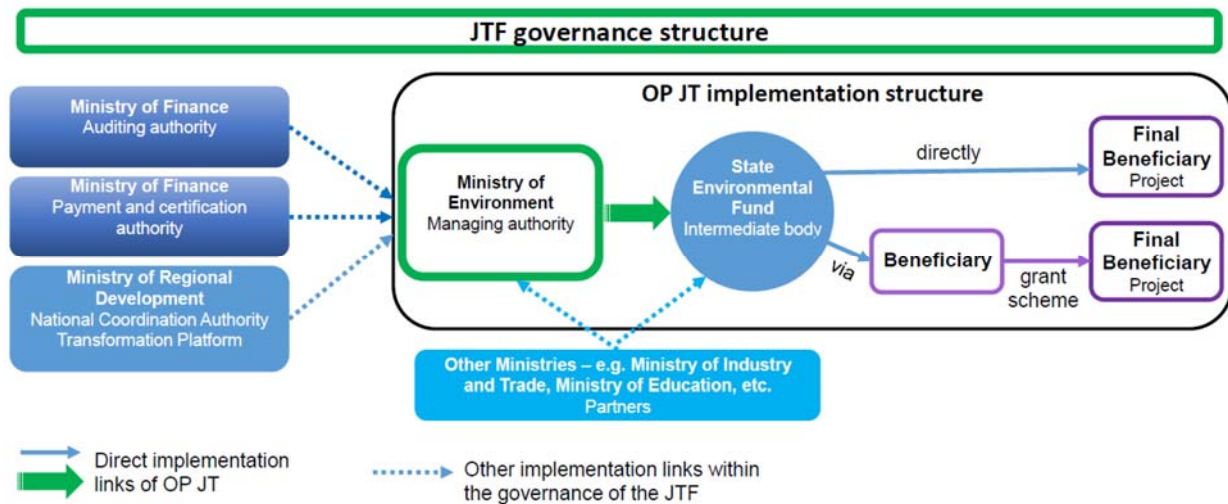 JTF governance structure
OP JT implementation structure
Ministry of Finance
Auditing authority
Ministry of Finance
Payment and certification
authority
Ministry of Regional
Development
National Coordination Authority
Transformation Platform
Ministry of
Environment
Managing authority
State
Environmental
Fund
Intermediate body
directly
Final
Beneficiary
Project
via
Beneficiary
grant
scheme
Final
Beneficiary
Project
Other Ministries – e.g. Ministry of Industry
and Trade, Ministry of Education, etc.
Partners
Direct implementation
links of OP JT
Other implementation links within
the governance of the JTF